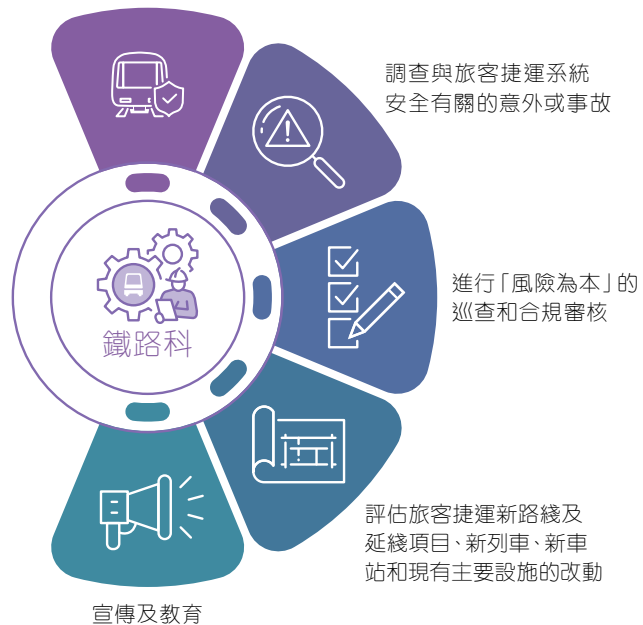 調查與旅客捷運系統
安全有關的意外或事故
進行「風險為本」的
巡查和合規審核
鐵路科
評估旅客捷運新路綫及
延綫項目、新列車、新車
站和現有主要設施的改動
宣傳及教育